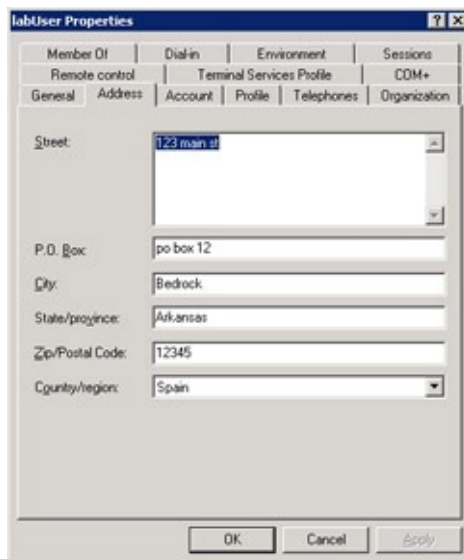 labUser Properties
Member Of Dial-in Environment Sessions
Remote control Terminal Services Profile COM+
General Address Account Profile Telephones Organization
Street: 123 main st
P.O. Box: po box 12
City: Bedrock
State/province: Arkansas
Zip/Postal Code: 12345
Country/region: Spain
OK Cancel Apply